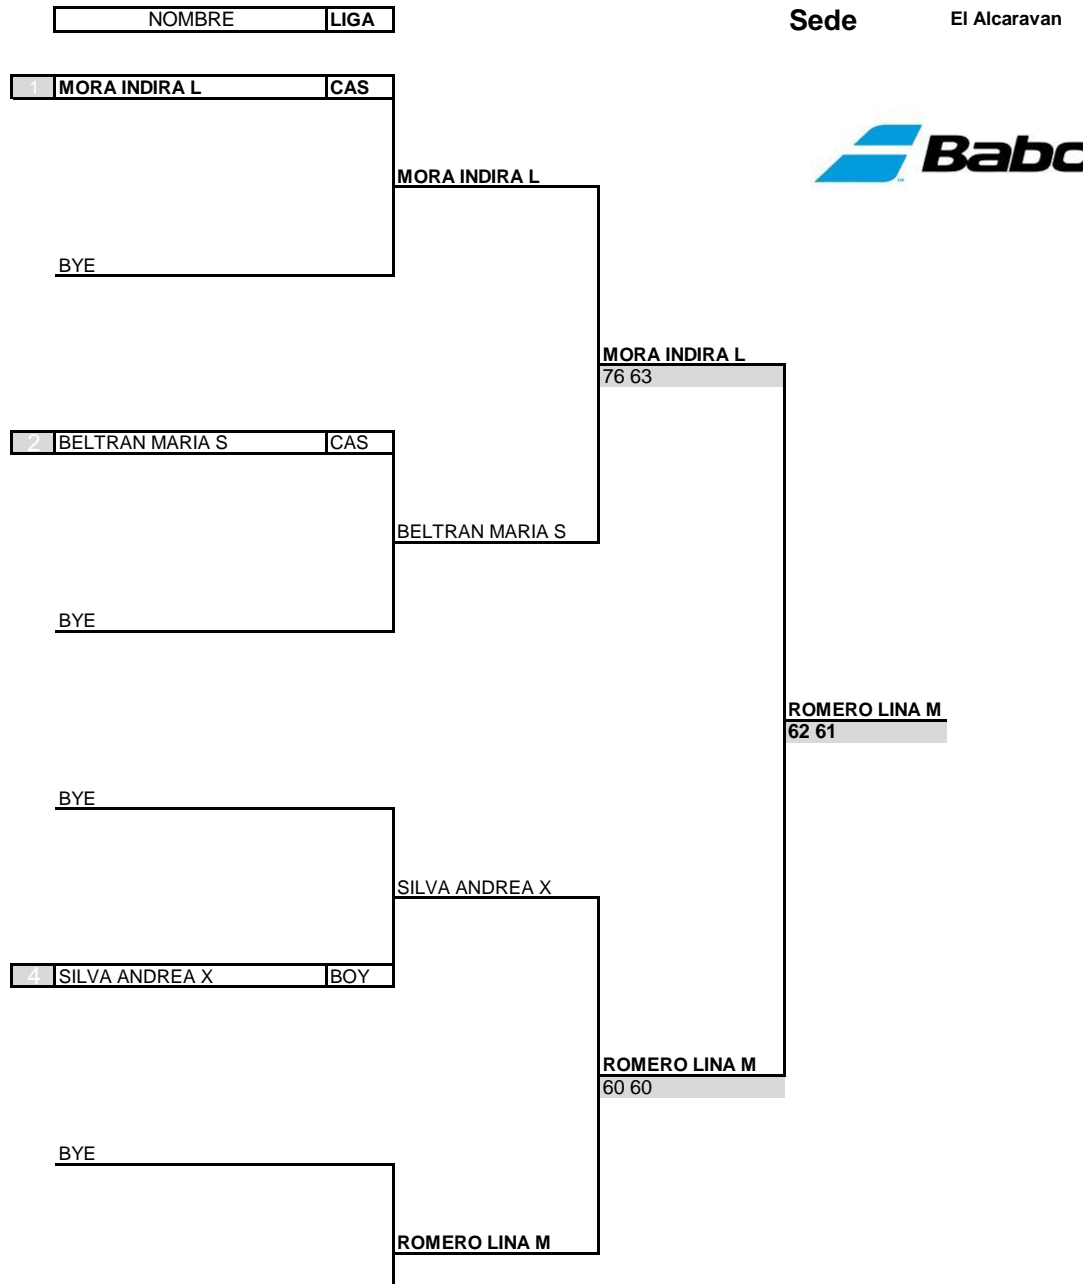 NOMBRE LIGA Sede El Alcaravan
1 MORA INDIRA L CAS
Babo
MORA INDIRA L
BYE
MORA INDIRA L
76 63
2 BELTRAN MARIA S CAS
BELTRAN MARIA S
BYE
ROMERO LINA M
62 61
BYE
SILVA ANDREA X
4 SILVA ANDREA X BOY
ROMERO LINA M
60 60
BYE
ROMERO LINA M